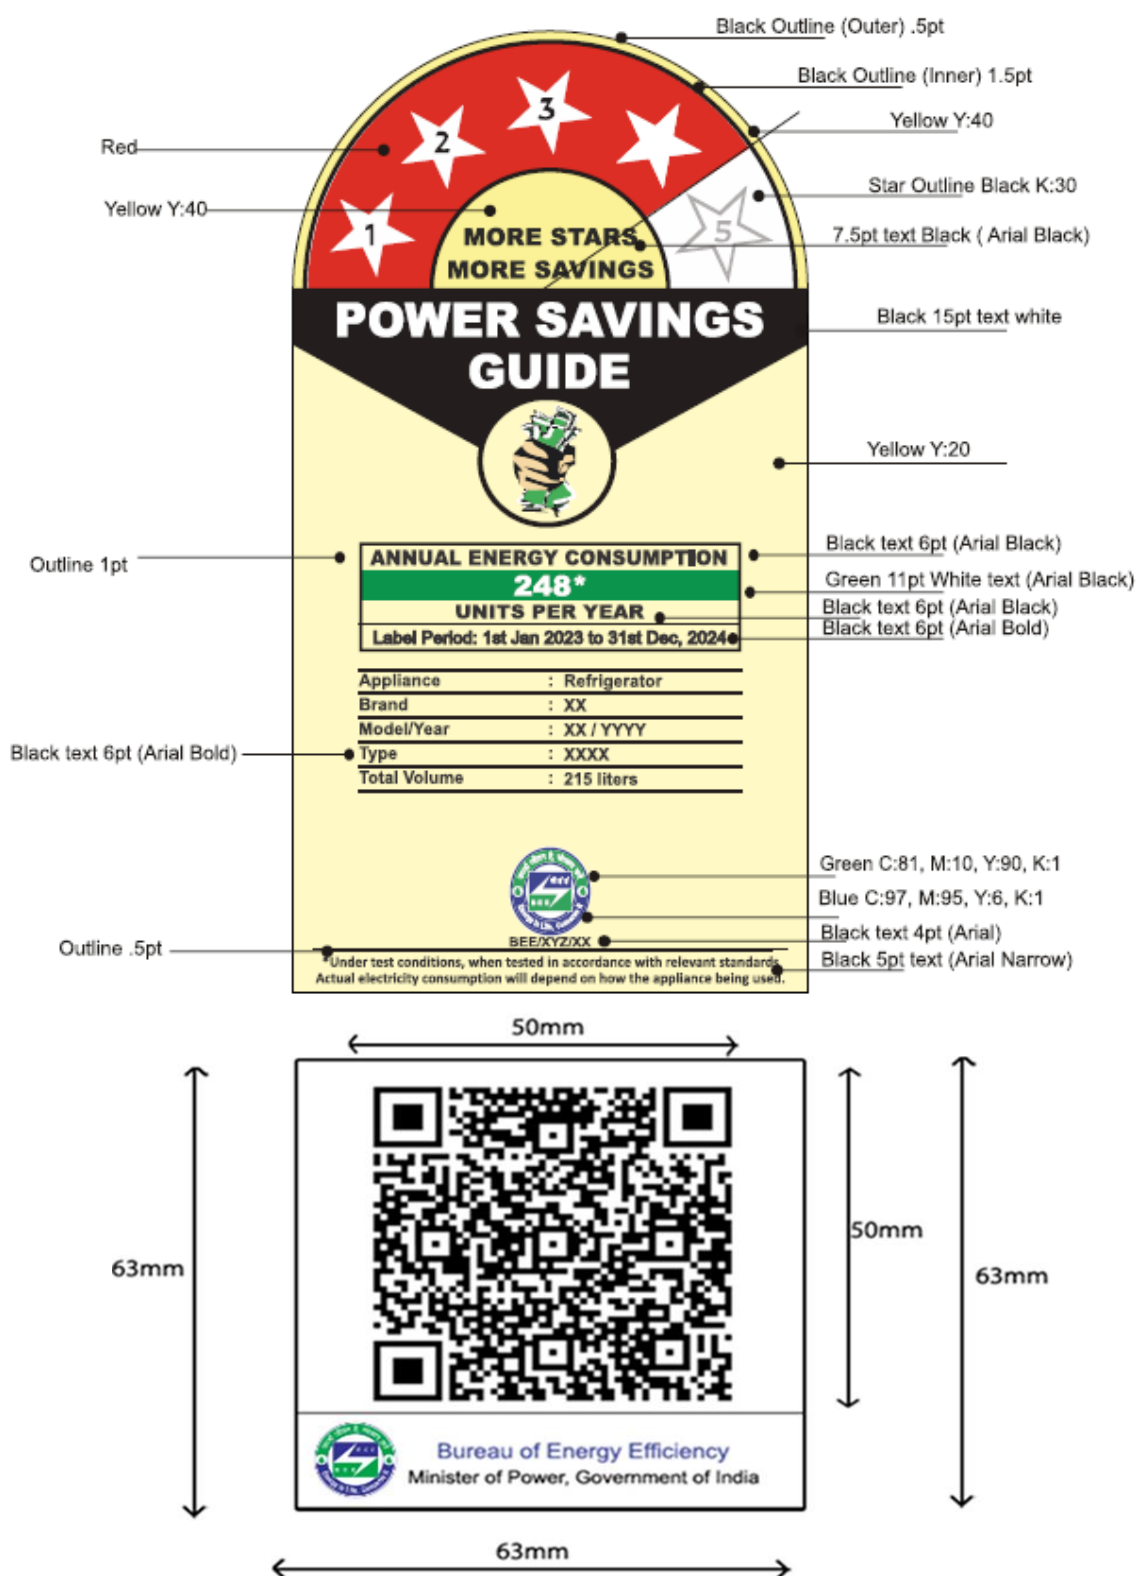 Black Outline (Outer) .5pt
Black Outline (Inner) 1.5pt
Yellow Y:40
Red
Star Outline Black K:30
Yellow Y:40
7.5pt text Black ( Arial Black)
1
2
3
5
MORE STARS
MORE SAVINGS
Black 15pt text white
POWER SAVINGS
GUIDE
Yellow Y:20
Outline 1pt
ANNUAL ENERGY CONSUMPTION
Black text 6pt (Arial Black)
248*
Green 11pt White text (Arial Black)
UNITS PER YEAR
Black text 6pt (Arial Black)
Label Period: 1st Jan 2023 to 31st Dec, 2024
Black text 6pt (Arial Bold)
Appliance : Refrigerator
Brand : XX
Model/Year : XX / YYYY
Black text 6pt (Arial Bold)
Type : XXXX
Total Volume : 215 liters
Green C:81, M:10, Y:90, K:1
Blue C:97, M:95, Y:6, K:1
BEE/XYZ/XX
Black text 4pt (Arial)
Outline .5pt
*Under test conditions, when tested in accordance with relevant standards.
Black 5pt text (Arial Narrow)
Actual electricity consumption will depend on how the appliance being used.
50mm
63mm
50mm
63mm
Bureau of Energy Efficiency
Minister of Power, Government of India
63mm